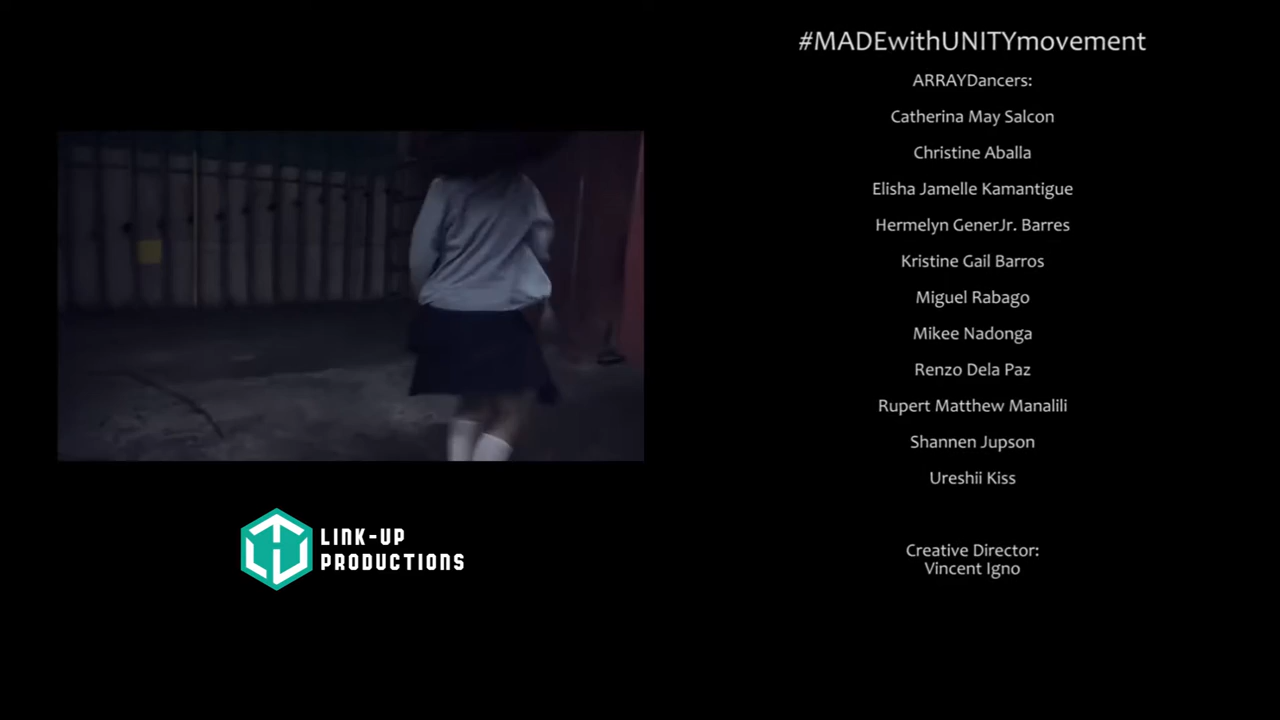 #MADEwithUNITYmovement
ARRAYDancers:
Catherina May Salcon
Christine Aballa
Elisha Jamelle Kamantigue
Hermelyn GenerJr. Barres
Kristine Gail Barros
Miguel Rabago
Mikee Nadonga
Renzo Dela Paz
Rupert Matthew Manalili
Shannen Jupson
Ureshii Kiss
Creative Director:
Vincent Igno
LINK-UP
PRODUCTIONS